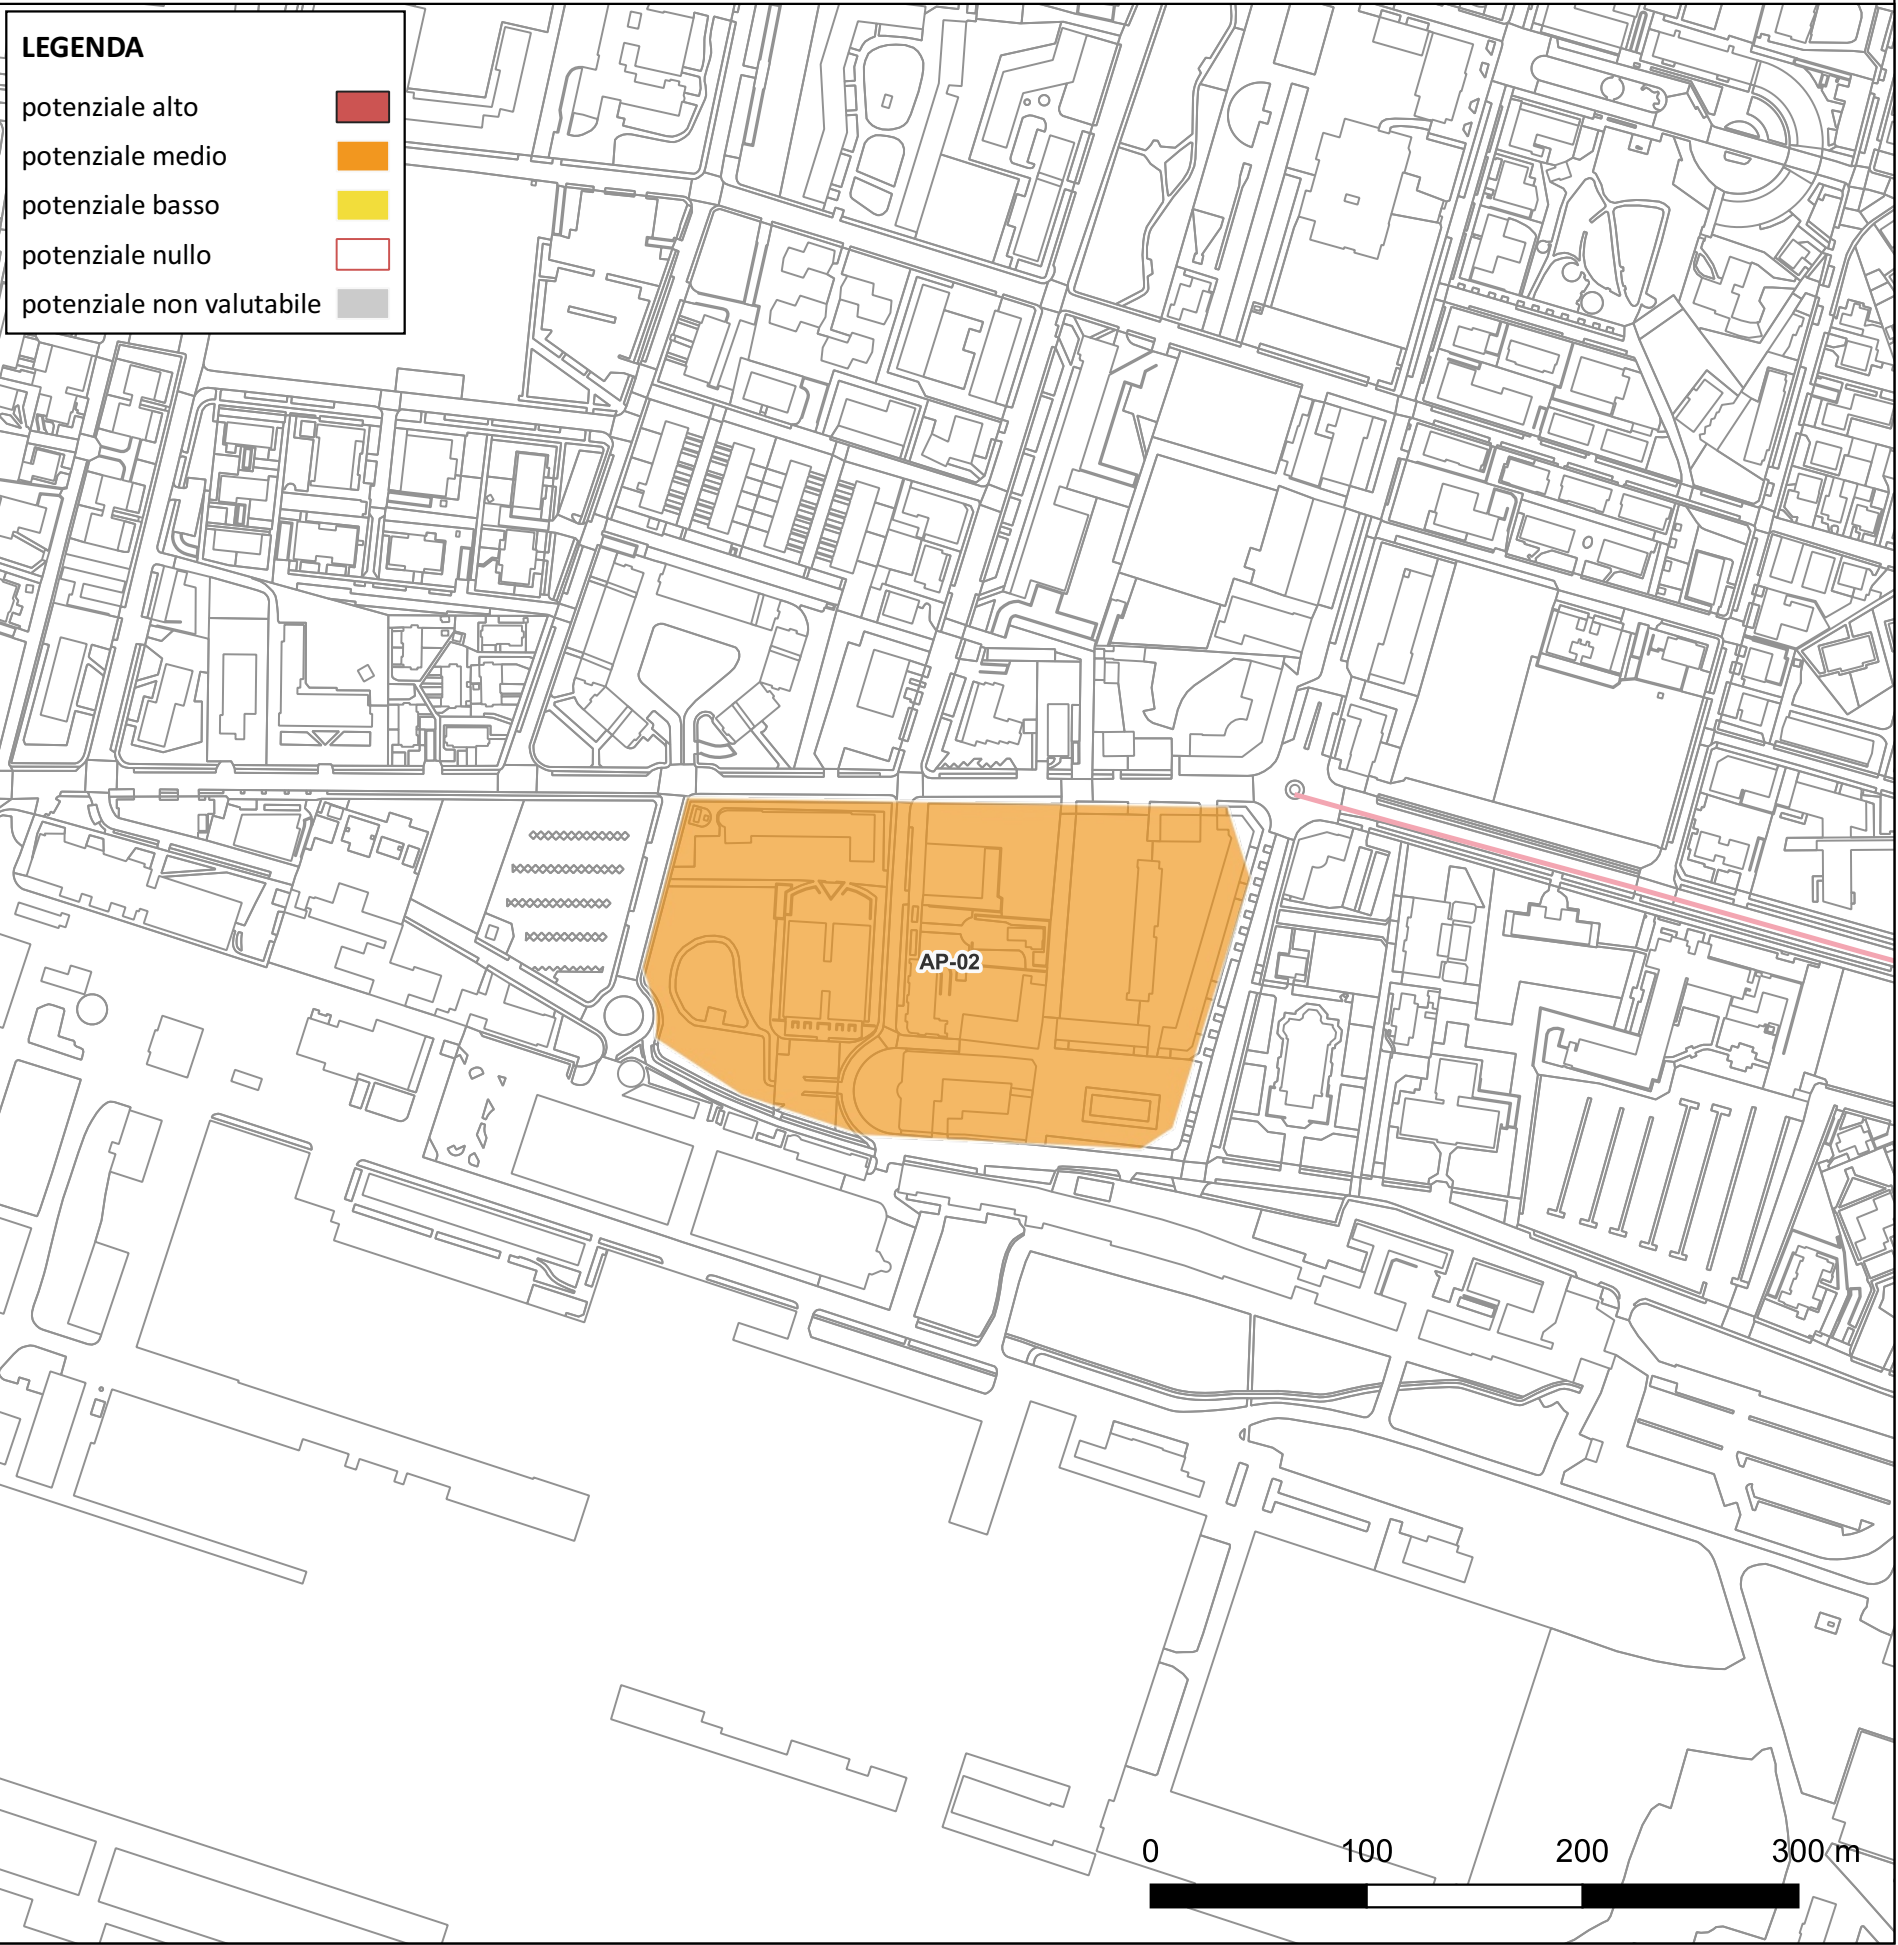 LEGENDA
potenziale alto
potenziale medio
potenziale basso
potenziale nullo
potenziale non valutabile
AP-02
0 100 200 300 m